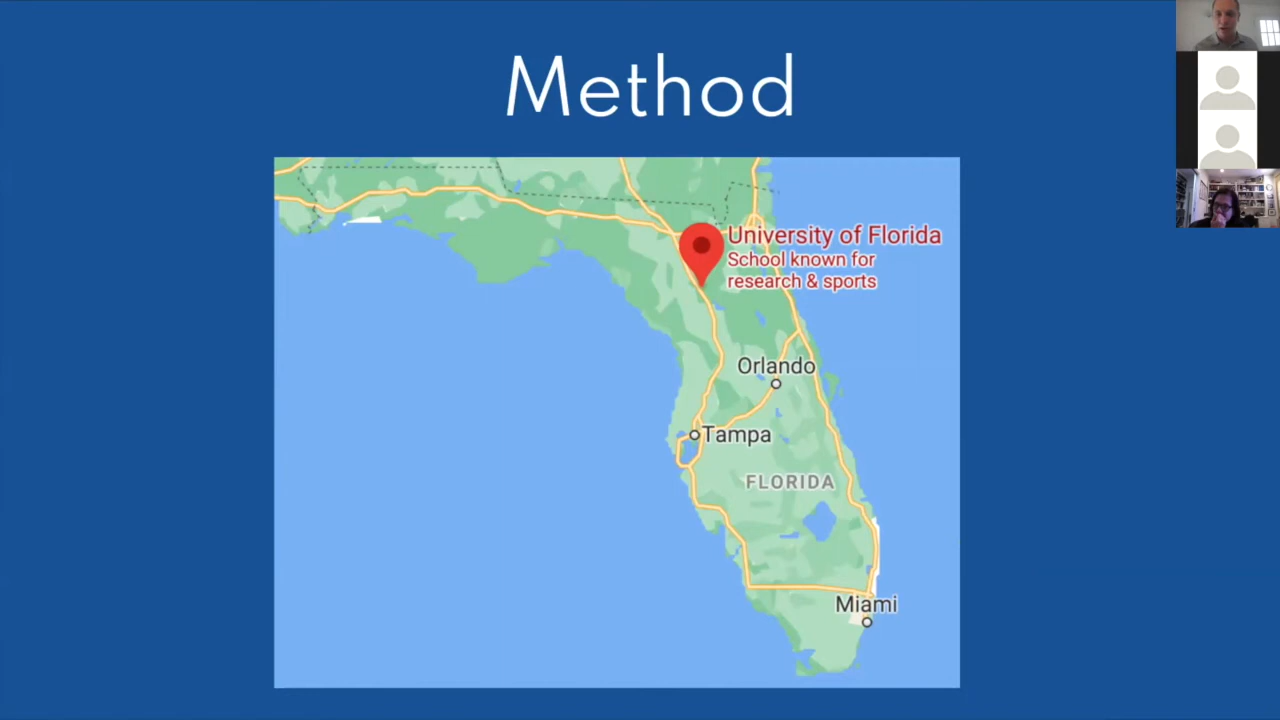 Method
University of Florida
School known for
research & sports
Orlando
Tampa
FLORIDA
Miami